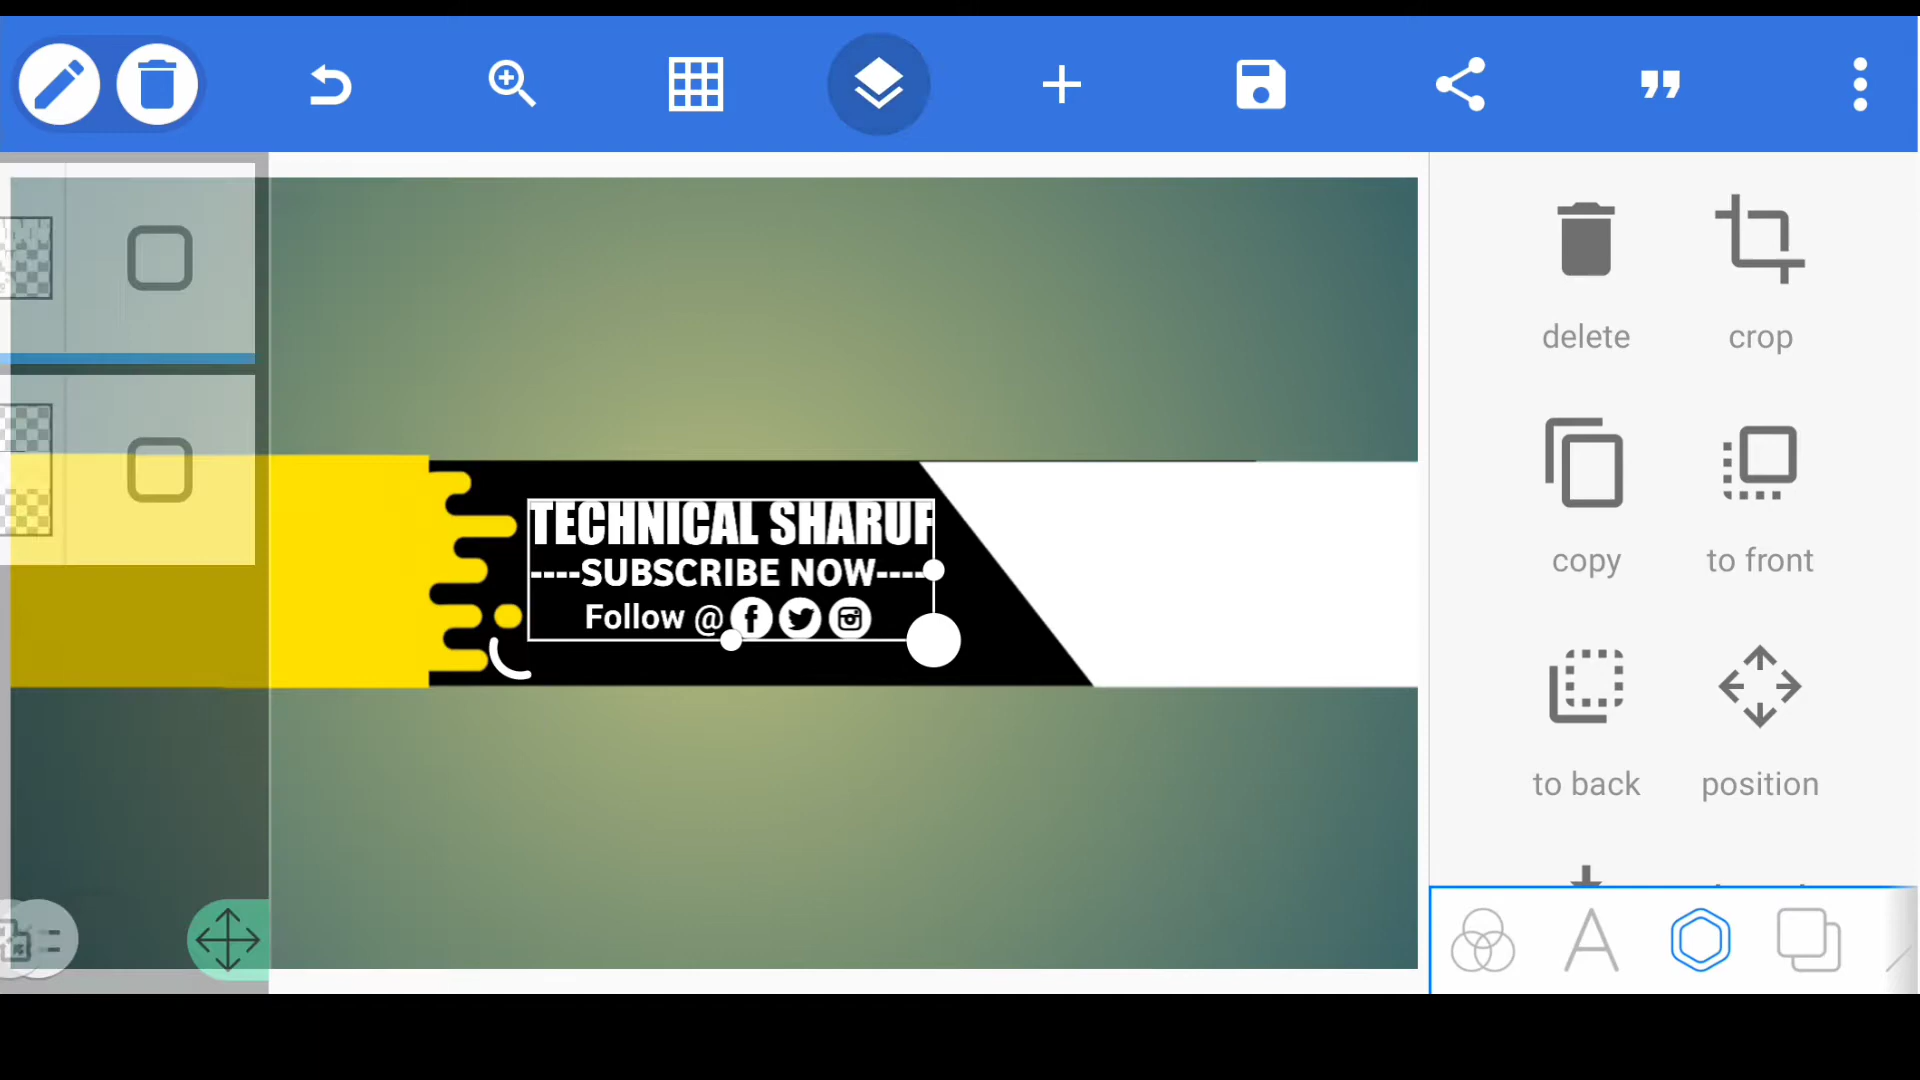 TECHNICAL SHARUF
----SUBSCRIBE NOW----
Follow @
delete
crop
copy
to front
to back
position